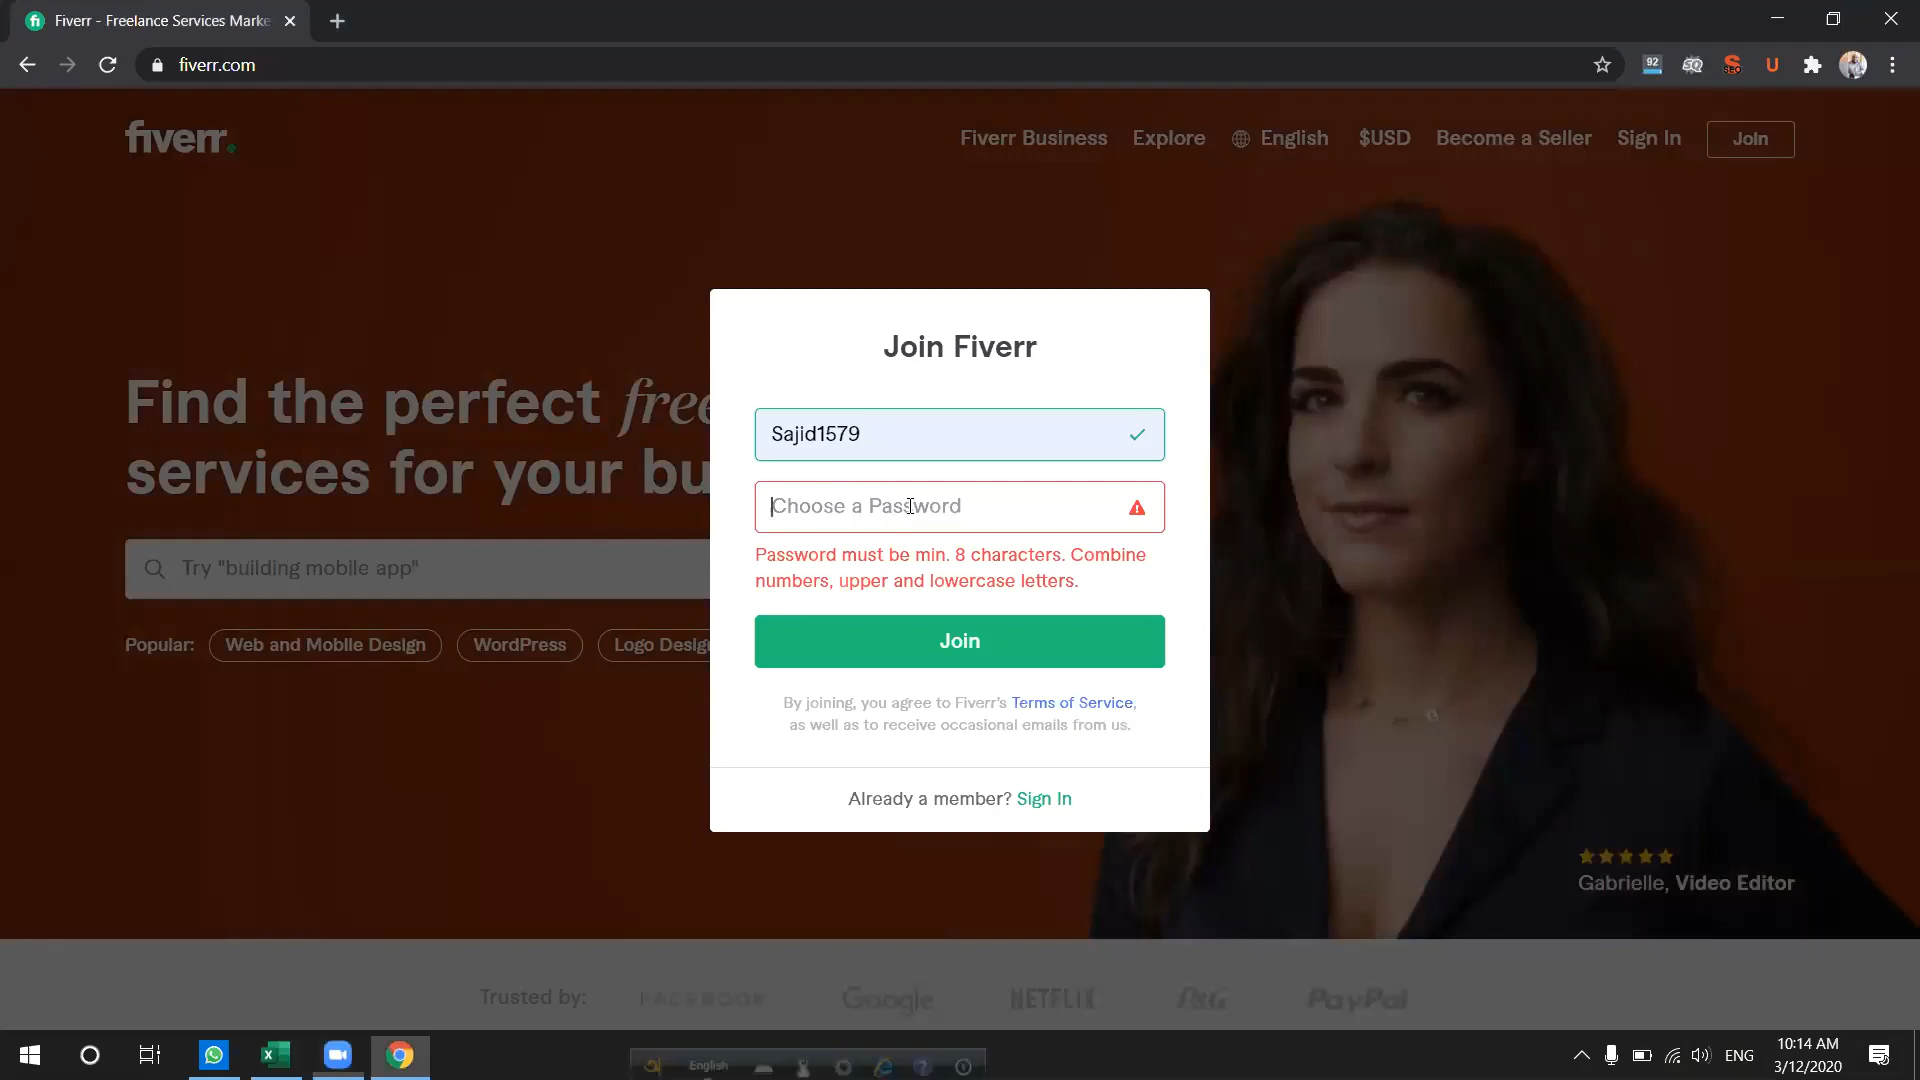 Fiverr - Freelance Services Marke
fiverr.com
92
SEO
U
fiverr.
Fiverr Business
Explore
English
$USD
Become a Seller
Sign In
Join
Find the perfect free
services for your bu
Try "building mobile app"
Popular:
Web and Mobile Design
WordPress
Logo Desig
Join Fiverr
Sajid1579
Choose a Password
Password must be min. 8 characters. Combine
numbers, upper and lowercase letters.
Join
By joining, you agree to Fiverr's Terms of Service,
as well as to receive occasional emails from us.
Already a member? Sign In
Gabrielle, Video Editor
Trusted by:
FACEBOOK
Google
NETFLIX
P&G
PayPal
English
ENG
10:14 AM
3/12/2020